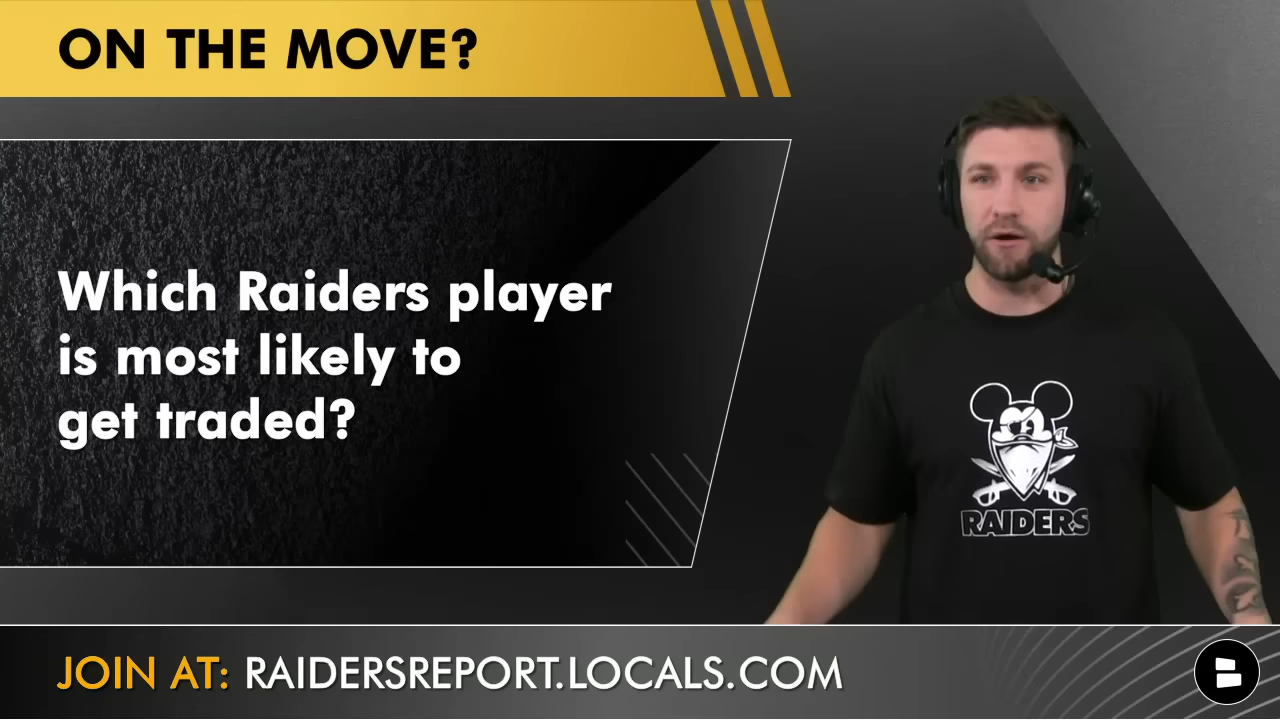 ON THE MOVE?
Which Raiders player
is most likely to
get traded?
RAIDERS
JOIN AT: RAIDERSREPORT.LOCALS.COM